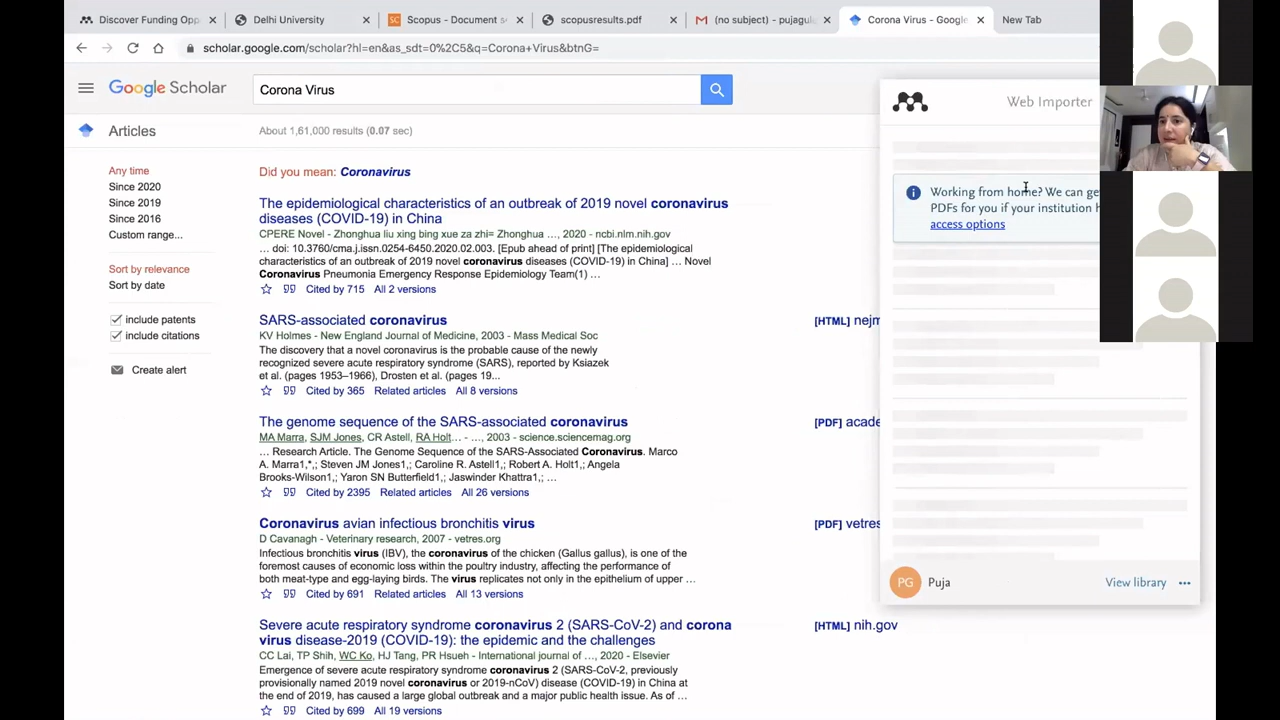 Discover Funding Opp
Delhi University
Scopus - Document s
scopusresults.pdf
(no subject) - pujagul
Corona Virus - Google
New Tab
scholar.google.com/scholar?hl=en&as_sdt=0%2C5&q=Corona+Virus&btnG=
Google Scholar
Corona Virus
Articles
About 1,61,000 results (0.07 sec)
Any time
Since 2020
Since 2019
Since 2016
Custom range...
Sort by relevance
Sort by date
include patents
include citations
Create alert
Did you mean: Coronavirus
The epidemiological characteristics of an outbreak of 2019 novel coronavirus
diseases (COVID-19) in China
CPERE Novel - Zhonghua liu xing bing xue za zhi= Zhonghua …, 2020 - ncbi.nlm.nih.gov
... doi: 10.3760/cma.j.issn.0254-6450.2020.02.003. [Epub ahead of print] [The epidemiological
characteristics of an outbreak of 2019 novel coronavirus diseases (COVID-19) in China] ... Novel
Coronavirus Pneumonia Emergency Response Epidemiology Team(1) ...
Cited by 715 All 2 versions
SARS-associated coronavirus
KV Holmes - New England Journal of Medicine, 2003 - Mass Medical Soc
The discovery that a novel coronavirus is the probable cause of the newly
recognized severe acute respiratory syndrome (SARS), reported by Ksiazek
et al. (pages 1953–1966), Drosten et al. (pages 19...
Cited by 365 Related articles All 8 versions
[HTML] nejm
The genome sequence of the SARS-associated coronavirus
MA Marra, SJM Jones, CR Astell, RA Holt… - …, 2003 - science.sciencemag.org
... Research Article. The Genome Sequence of the SARS-Associated Coronavirus. Marco
A. Marra1,*,; Steven JM Jones1,; Caroline R. Astell1,; Robert A. Holt1,; Angela
Brooks-Wilson1,; Yaron SN Butterfield1,; Jaswinder Khattra1,; ...
Cited by 2395 Related articles All 26 versions
[PDF] acade
Coronavirus avian infectious bronchitis virus
D Cavanagh - Veterinary research, 2007 - vetres.org
Infectious bronchitis virus (IBV), the coronavirus of the chicken (Gallus gallus), is one of the
foremost causes of economic loss within the poultry industry, affecting the performance of
both meat-type and egg-laying birds. The virus replicates not only in the epithelium of upper ...
Cited by 691 Related articles All 13 versions
[PDF] vetres
Severe acute respiratory syndrome coronavirus 2 (SARS-CoV-2) and corona
virus disease-2019 (COVID-19): the epidemic and the challenges
CC Lai, TP Shih, WC Ko, HJ Tang, PR Hsueh - International journal of …, 2020 - Elsevier
Emergence of severe acute respiratory syndrome coronavirus 2 (SARS-CoV-2, previously
provisionally named 2019 novel coronavirus or 2019-nCoV) disease (COVID-19) in China at
the end of 2019, has caused a large global outbreak and a major public health issue. As of ...
Cited by 699 All 19 versions
[HTML] nih.gov
Web Importer
Working from home? We can ge
PDFs for you if your institution h
access options
PG
Puja
View library